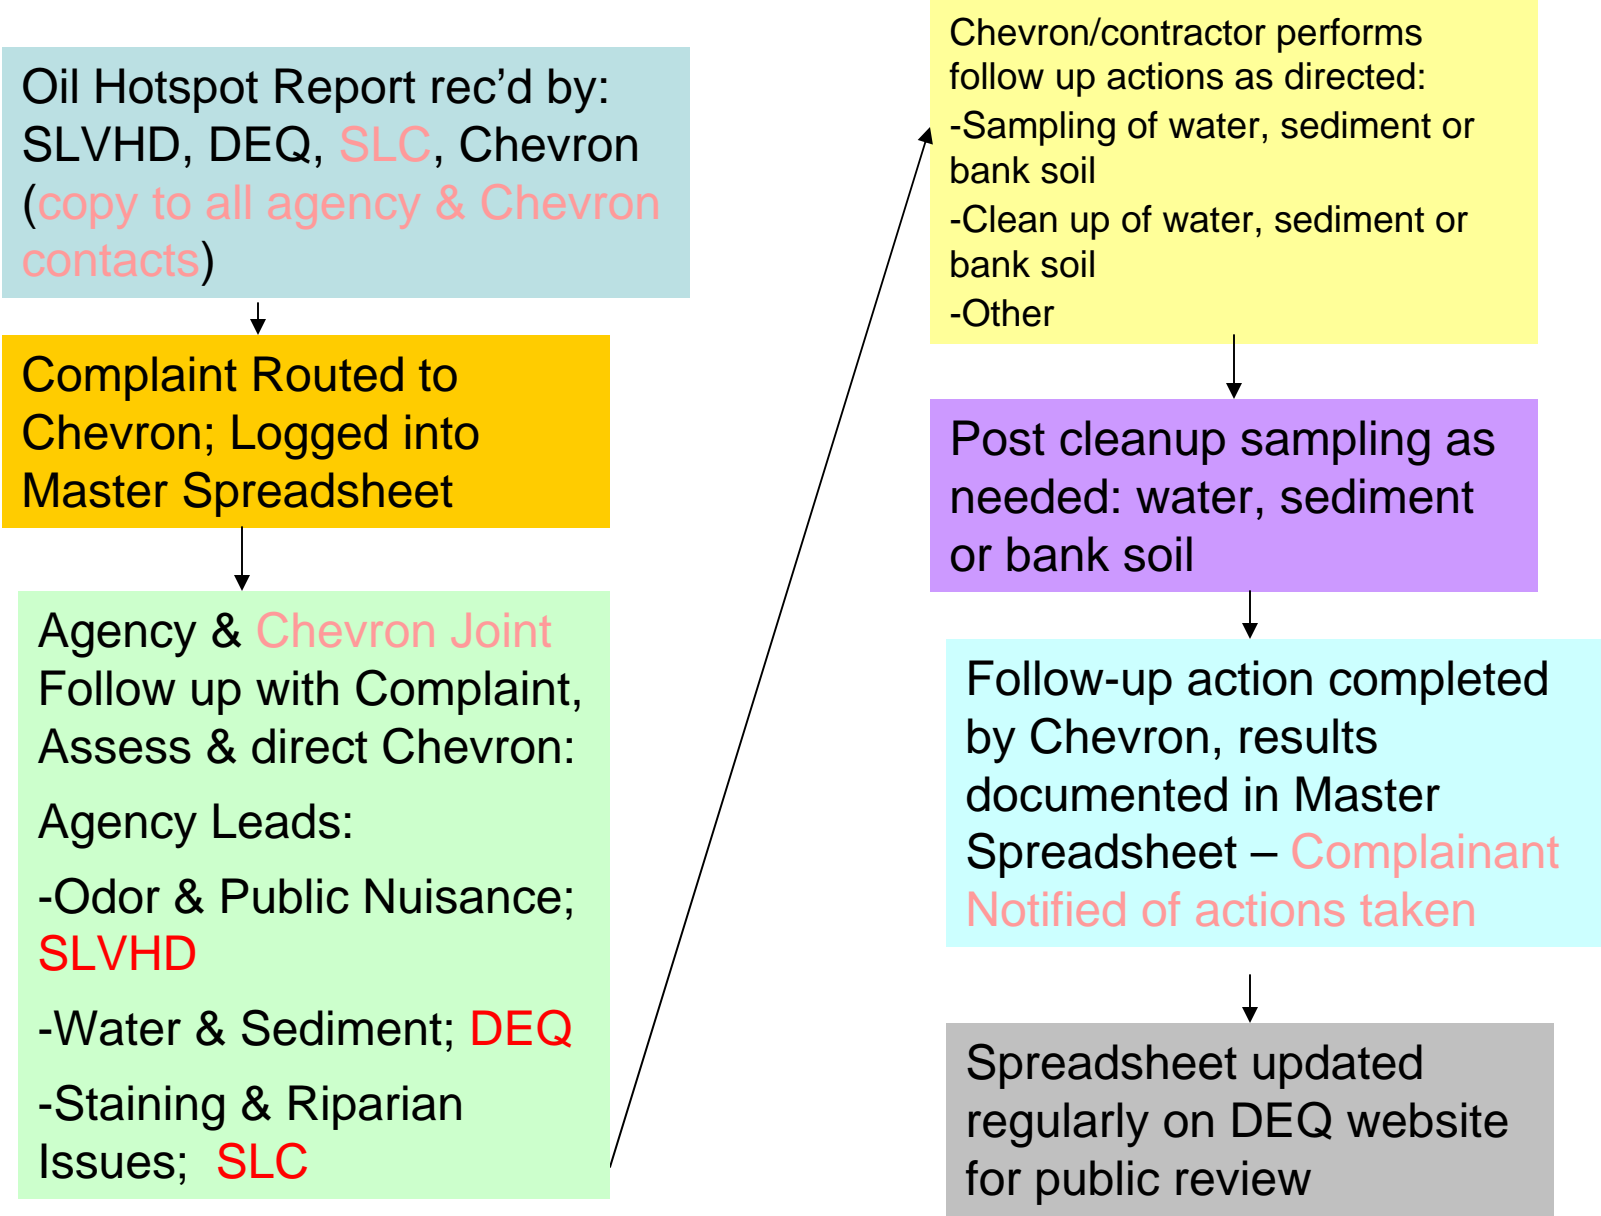 Oil Hotspot Report rec’d by:
SLVHD, DEQ, SLC, Chevron
(copy to all agency & Chevron
contacts)
Complaint Routed to
Chevron; Logged into
Master Spreadsheet
Agency & Chevron Joint
Follow up with Complaint,
Assess & direct Chevron:
Agency Leads:
-Odor & Public Nuisance;
SLVHD
-Water & Sediment; DEQ
-Staining & Riparian
Issues;  SLC
Chevron/contractor performs
follow up actions as directed:
-Sampling of water, sediment or
bank soil
-Clean up of water, sediment or
bank soil
-Other
Post cleanup sampling as
needed: water, sediment
or bank soil
Follow-up action completed
by Chevron, results
documented in Master
Spreadsheet – Complainant
Notified of actions taken
Spreadsheet updated
regularly on DEQ website
for public review